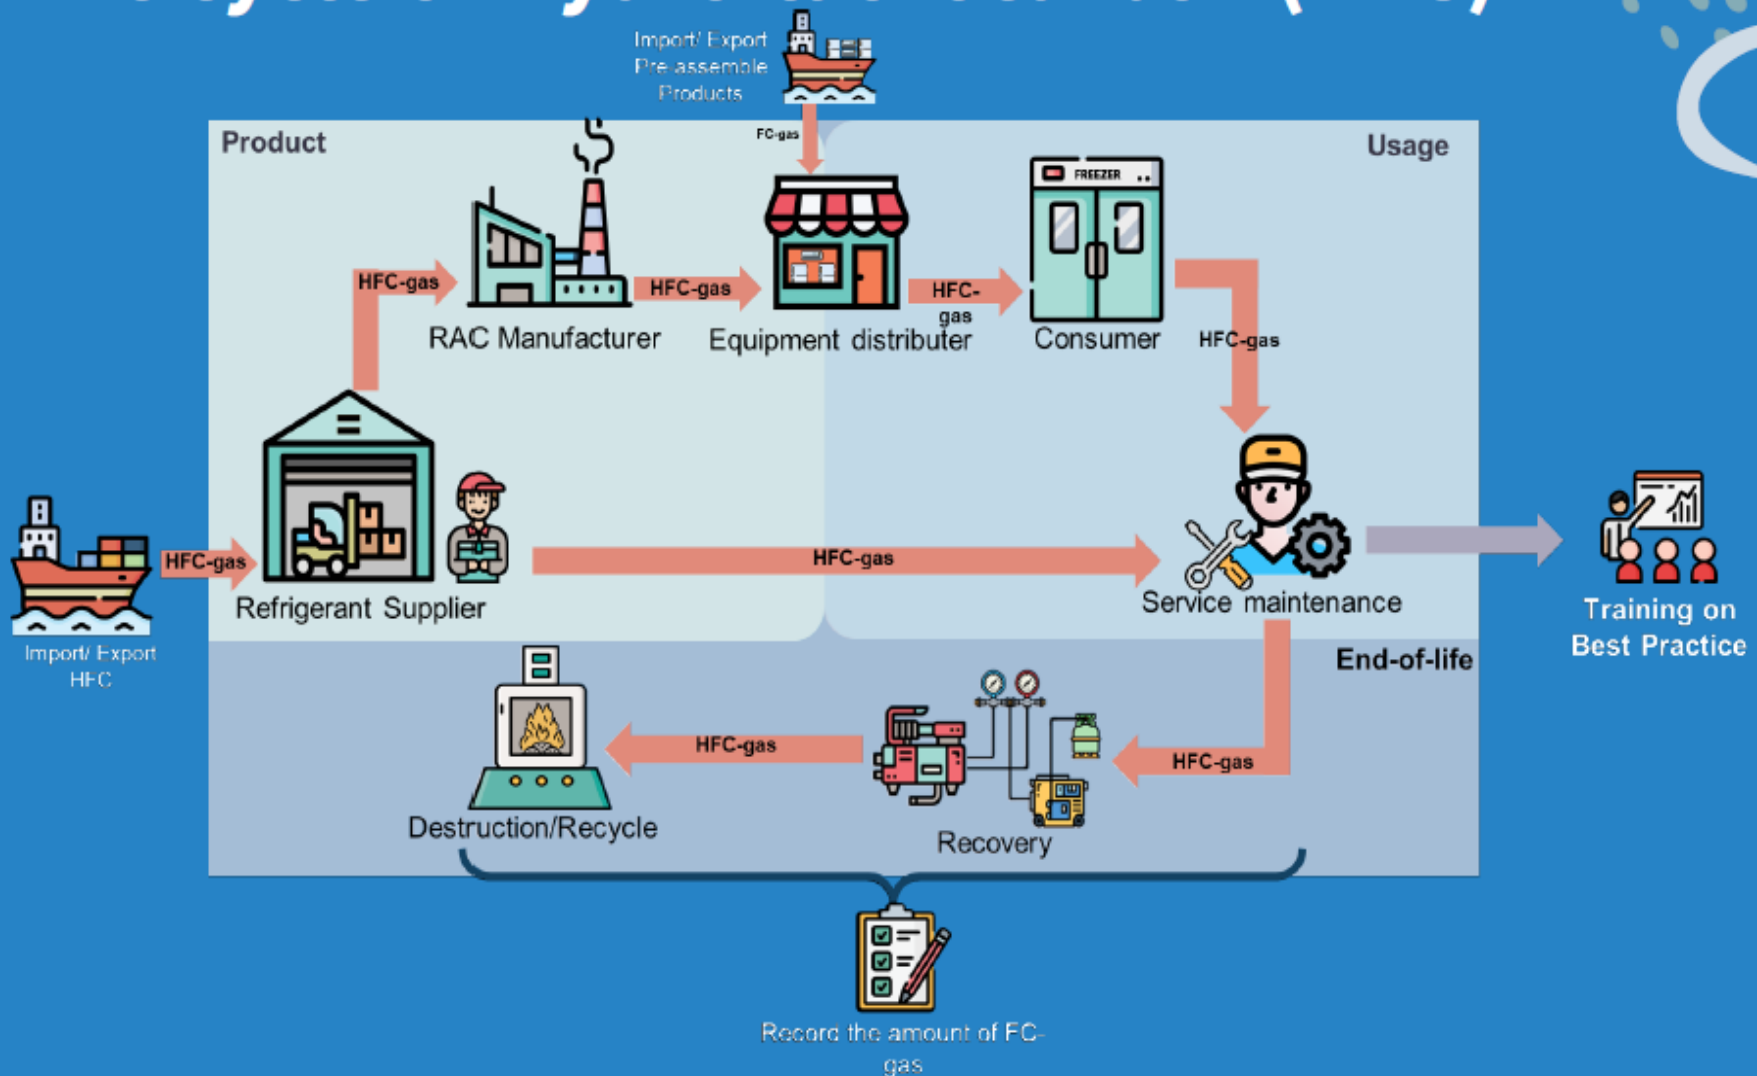 Import/ Export
Pre assemble
Products
Product
FC-gas
Usage
FREEZER
HFC-gas
HFC-gas
HFC-
gas
RAC Manufacturer
Equipment distributer
Consumer
HFC-gas
HFC-gas
HFC-gas
Refrigerant Supplier
Service maintenance
Import/ Export
HFC
Training on
Best Practice
End-of-life
HFC-gas
HFC-gas
Destruction/Recycle
Recovery
Record the amount of FC-
gas